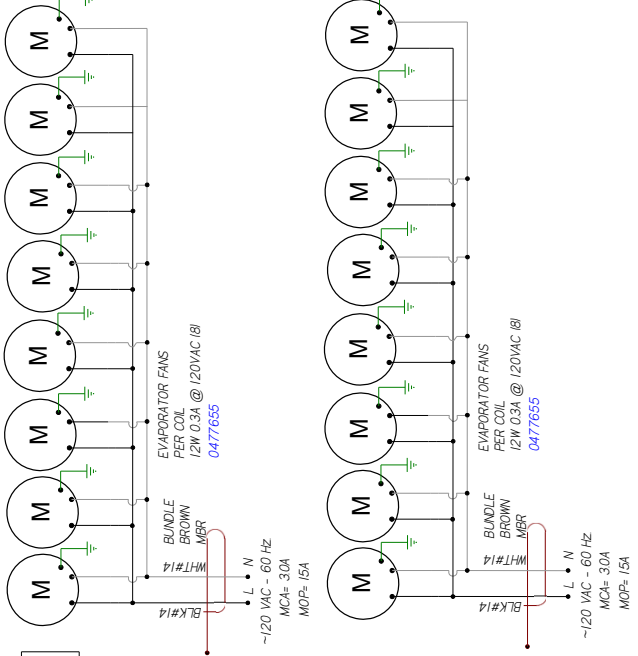 M
M
M
M
M
M
M
M
EVAPORATOR FANS
PER COIL
12W 0.3A @ 120VAC |8|
0477655
BUNDLE
BROWN
MBR
WHT#14
BLK#14
L N
~120 VAC - 60 Hz
MCA= 3.0A
MOP= 15A
M
M
M
M
M
M
M
M
EVAPORATOR FANS
PER COIL
12W 0.3A @ 120VAC |8|
0477655
BUNDLE
BROWN
MBR
WHT#14
BLK#14
L N
~120 VAC - 60 Hz
MCA= 3.0A
MOP= 15A